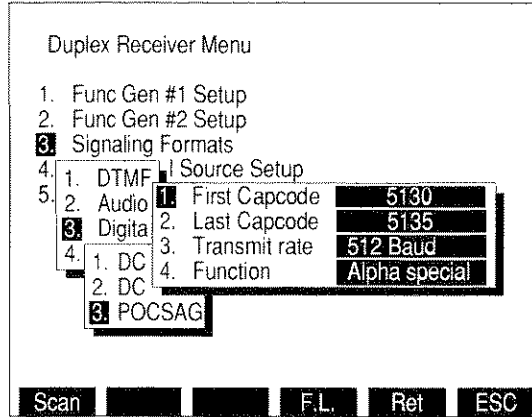 Duplex Receiver Menu
1. Func Gen #1 Setup
2. Func Gen #2 Setup
3. Signaling Formats
4. l Source Setup
5.
1. DTMF
2. Audio
3. Digita
4.
1. DC
2. DC
3. POCSAG
1. First Capcode 5130
2. Last Capcode 5135
3. Transmit rate 512 Baud
4. Function Alpha special
Scan F.L. Ret ESC